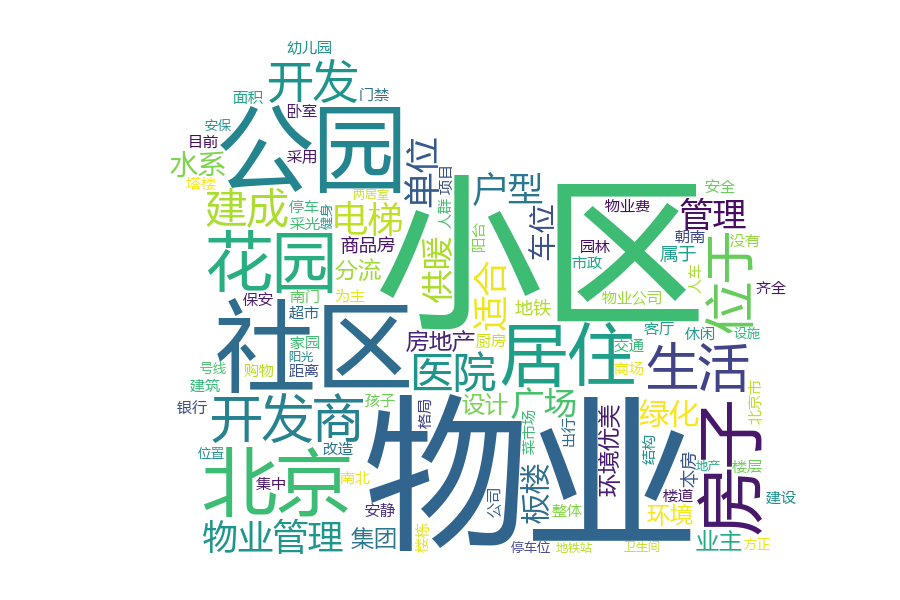 幼儿园
开发
门禁
面积
卧室
公园
安保
目前
采用
水系
塔楼
单位
项目
户型
小区
安全
两居室
建成
停车
采光
健身
电梯
人群
物业费
管理
商品房
车位
朝南
没有
花园
分流
供暖
阳台
园林
市政
属于
位于
人车
适合
齐全
保安
南门
为主
地铁
物业公司
超市
社区
房地产
厨房
居住
客厅
休闲
设施
家园
阳光
距离
号线
购物
医院
交通
商场
生活
建筑
银行
开发商
孩子
格局
设计
广场
菜市场
出行
环境优美
绿化
北京市
房子
改造
结构
位置
北京
集中
南北
物业
公司
板楼
本房
地产
楼层
楼道
建设
安静
整体
环境
物业管理
集团
楼栋
停车位
地铁站
卫生间
业主
方正